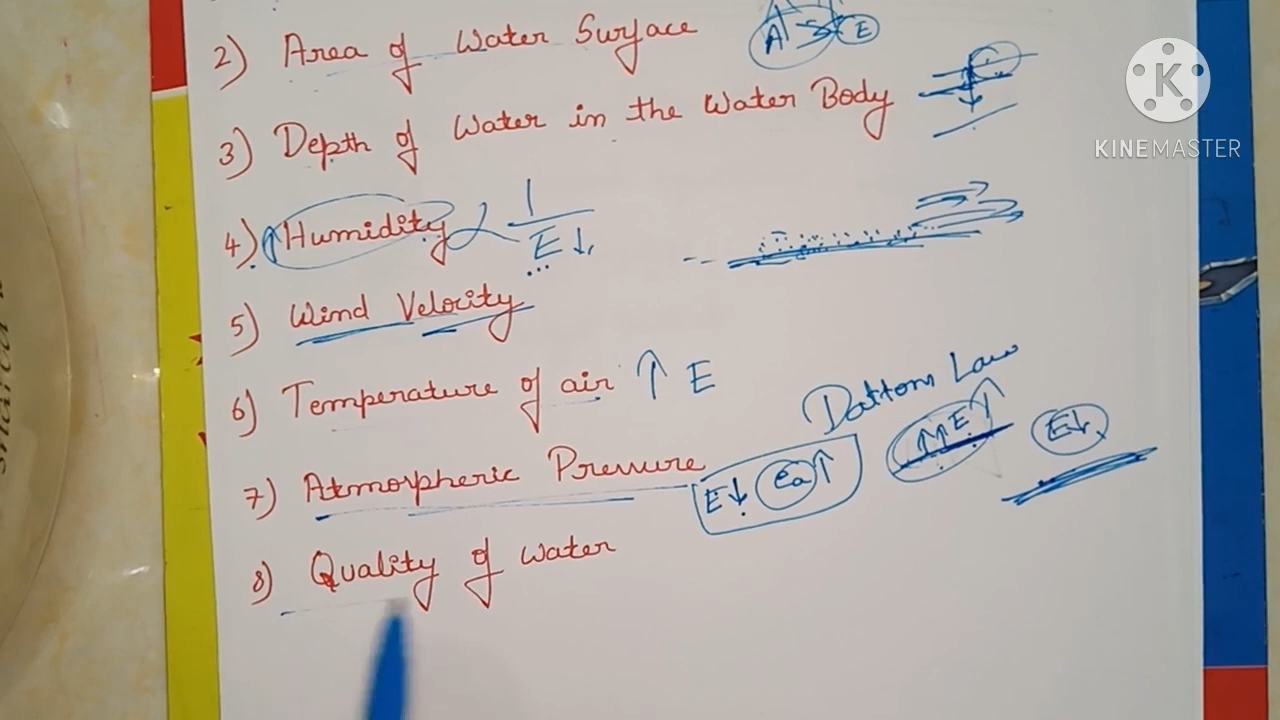 2) Area of Water Surface A E
3) Depth of Water in the Water Body
KINEMASTER
4) ↑ Humidity ∝ 1/E↓
5) Wind Velocity
6) Temperature of air ↑ E
Daltons Law
7) Atmospheric Pressure E↓ ea↑ E↓
8) Quality of water